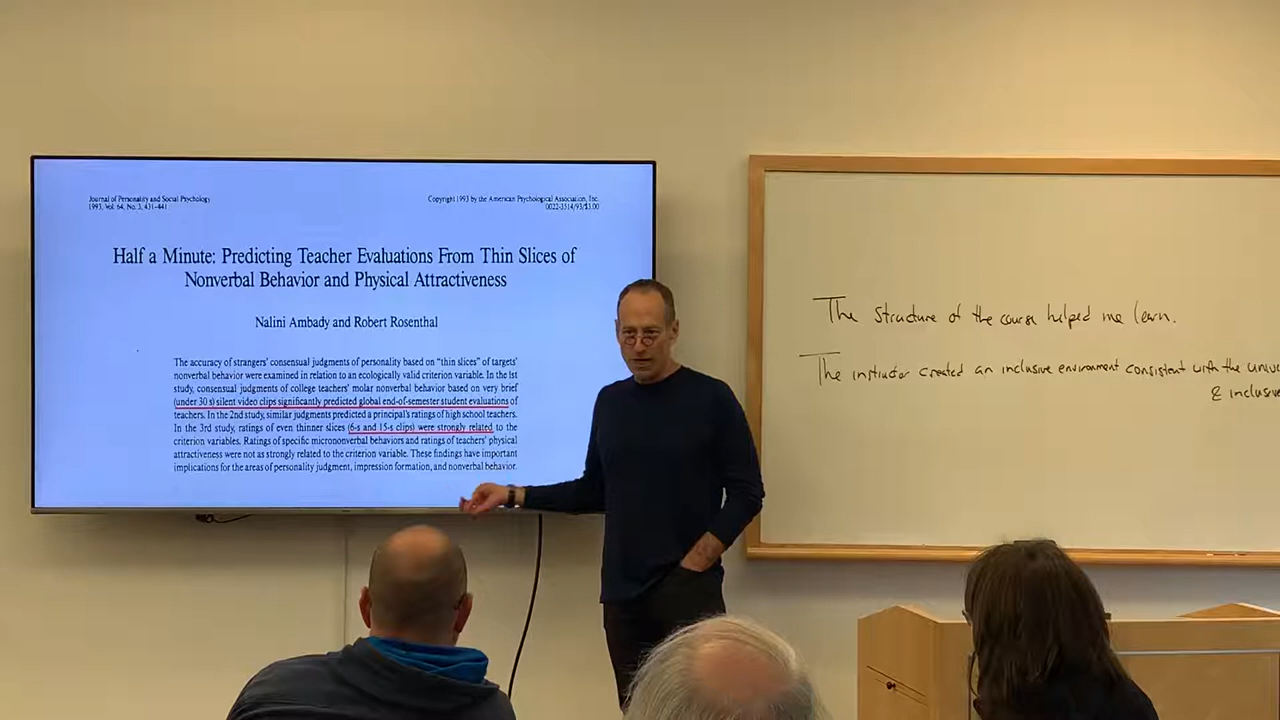 Journal of Personality and Social Psychology
1993, Vol. 64, No. 3, 431-441
Copyright 1993 by the American Psychological Association, Inc.
0022-3514/93/$3.00
Half a Minute: Predicting Teacher Evaluations From Thin Slices of
Nonverbal Behavior and Physical Attractiveness
Nalini Ambady and Robert Rosenthal
The accuracy of strangers' consensual judgments of personality based on "thin slices" of targets'
nonverbal behavior were examined in relation to an ecologically valid criterion variable. In the 1st
study, consensual judgments of college teachers' molar nonverbal behavior based on very brief
(under 30 s) silent video clips significantly predicted global end-of-semester student evaluations of
teachers. In the 2nd study, similar judgments predicted a principal's ratings of high school teachers.
In the 3rd study, ratings of even thinner slices (6-s and 15-s clips) were strongly related to the
criterion variables. Ratings of specific micrononverbal behaviors and ratings of teachers' physical
attractiveness were not as strongly related to the criterion variable. These findings have important
implications for the areas of personality judgment, impression formation, and nonverbal behavior.
The structure of the course helped me learn.
The instructor created an inclusive environment consistent with the
& inclusive